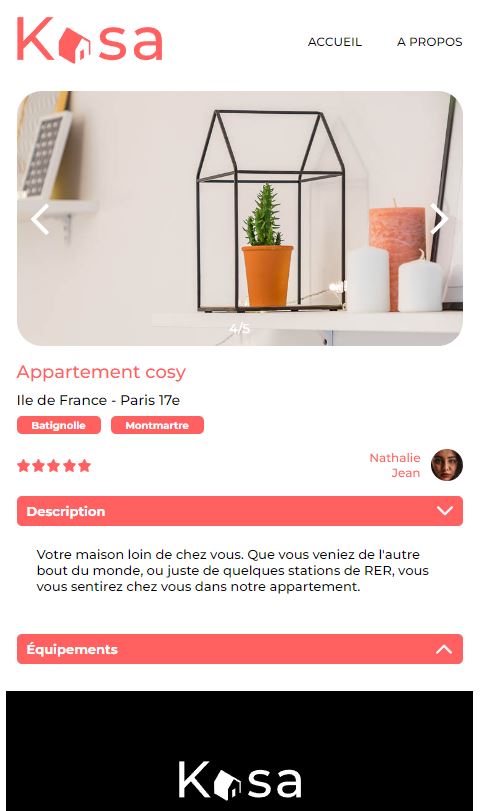 Kasa
ACCUEIL
A PROPOS
4/5
Appartement cosy
Ile de France - Paris 17e
Batignolle
Montmartre
Nathalie
Jean
Description
Votre maison loin de chez vous. Que vous veniez de l'autre
bout du monde, ou juste de quelques stations de RER, vous
vous sentirez chez vous dans notre appartement.
Équipements
Kasa